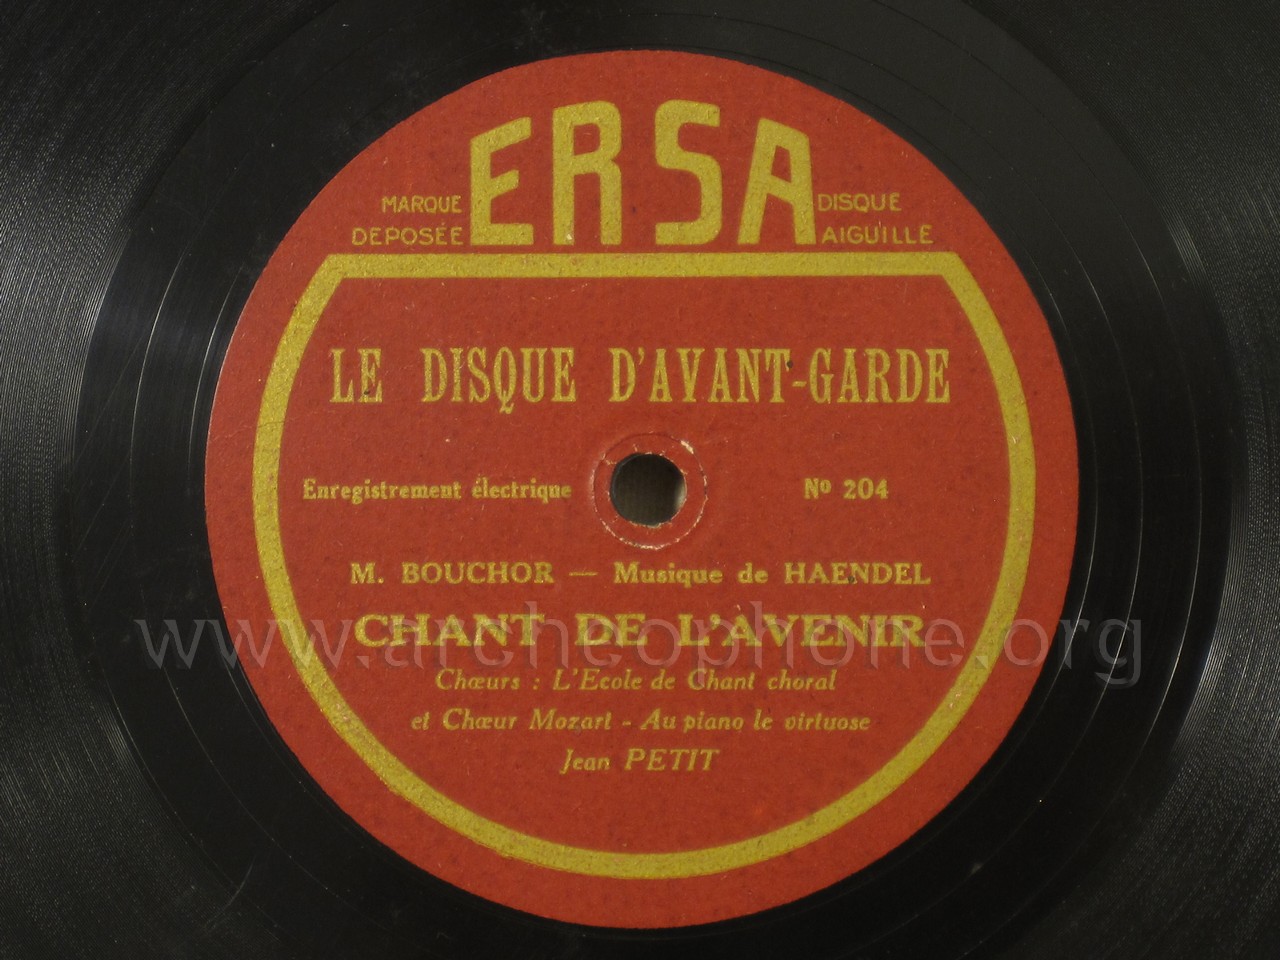 ERSA
MARQUE DEPOSÉE
DISQUE AIGUILLE
LE DISQUE D'AVANT-GARDE
Enregistrement électrique
Nº 204
M. BOUCHOR — Musique de HAENDEL
CHANT DE L'AVENIR
www.archeophone.org
Chœurs : L'Ecole de Chant choral
et Chœur Mozart - Au piano le virtuose
Jean PETIT